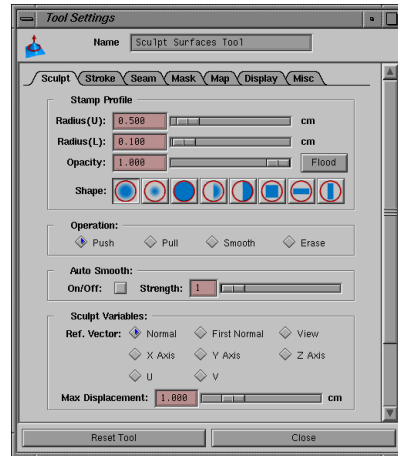 Tool Settings
Name Sculpt Surfaces Tool
Sculpt Stroke Seam Mask Map Display Misc
Stamp Profile
Radius(U): 0.500 cm
Radius(L): 0.100 cm
Opacity: 1.000 Flood
Shape:
Operation:
Push Pull Smooth Erase
Auto Smooth:
On/Off: Strength: 1
Sculpt Variables:
Ref. Vector: Normal First Normal View
X Axis Y Axis Z Axis
U V
Max Displacement: 1.000 cm
Reset Tool Close